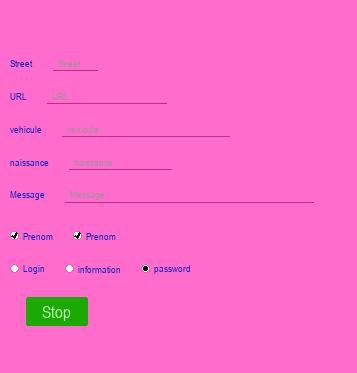 Street Street
URL URL
vehicule vehicule
naissance naissance
Message Message
Prenom Prenom
Login information password
Stop